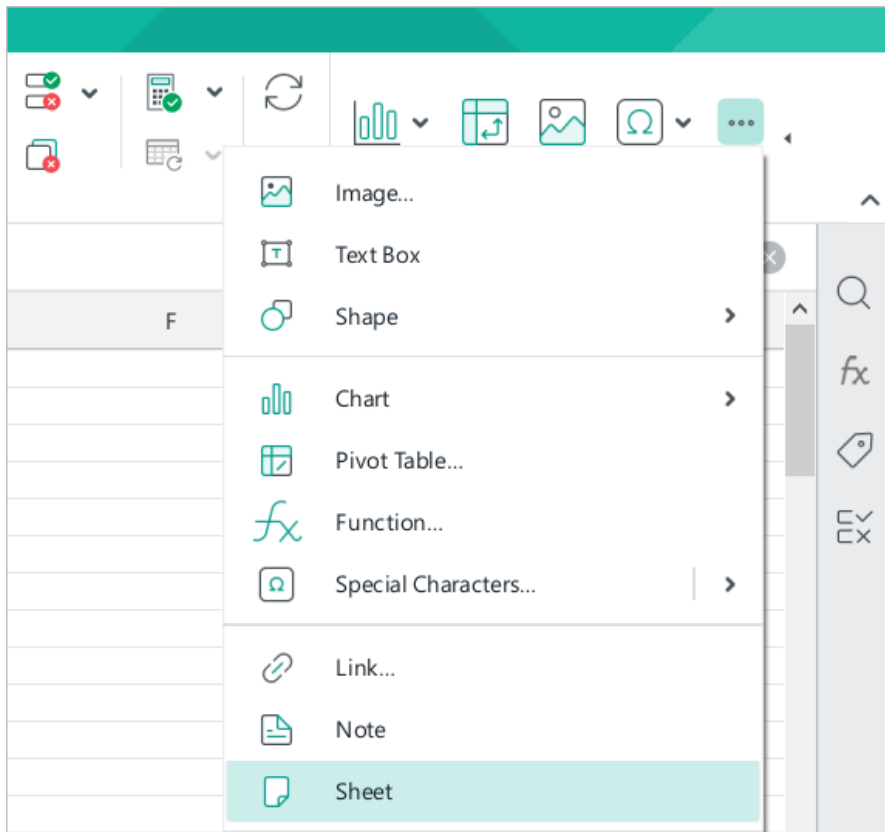 Image...
Text Box
F
Shape
Chart
Pivot Table...
Function...
Special Characters...
Link...
Note
Sheet